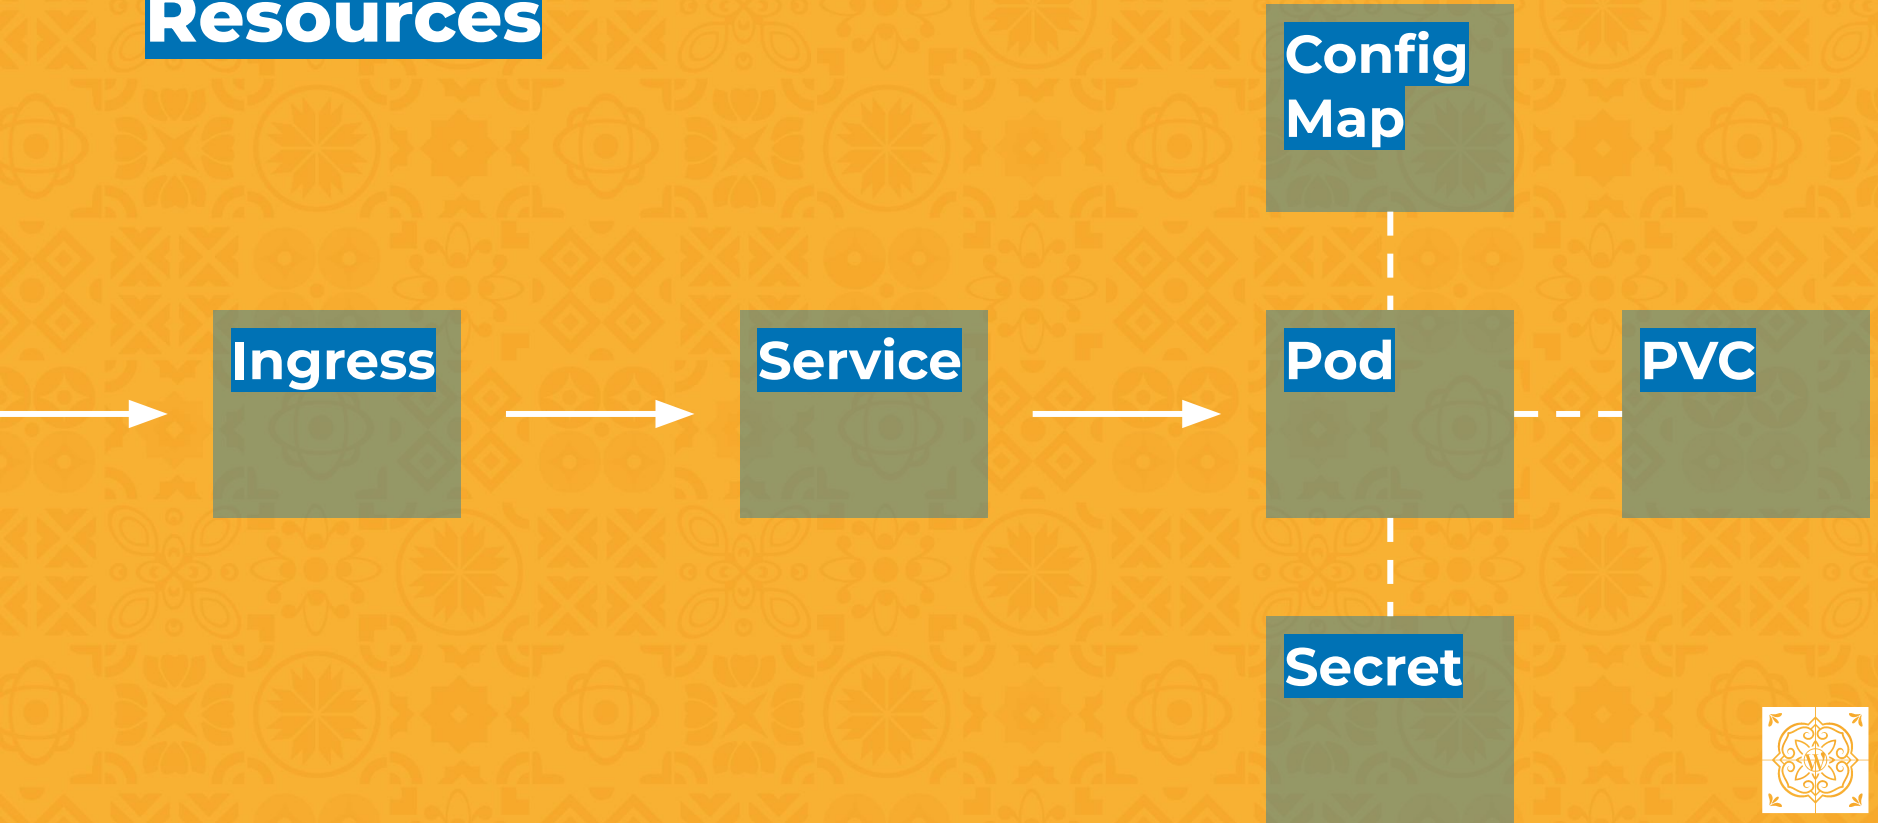 Resources
Config
Map
Ingress
Service
Pod
PVC
Secret
W